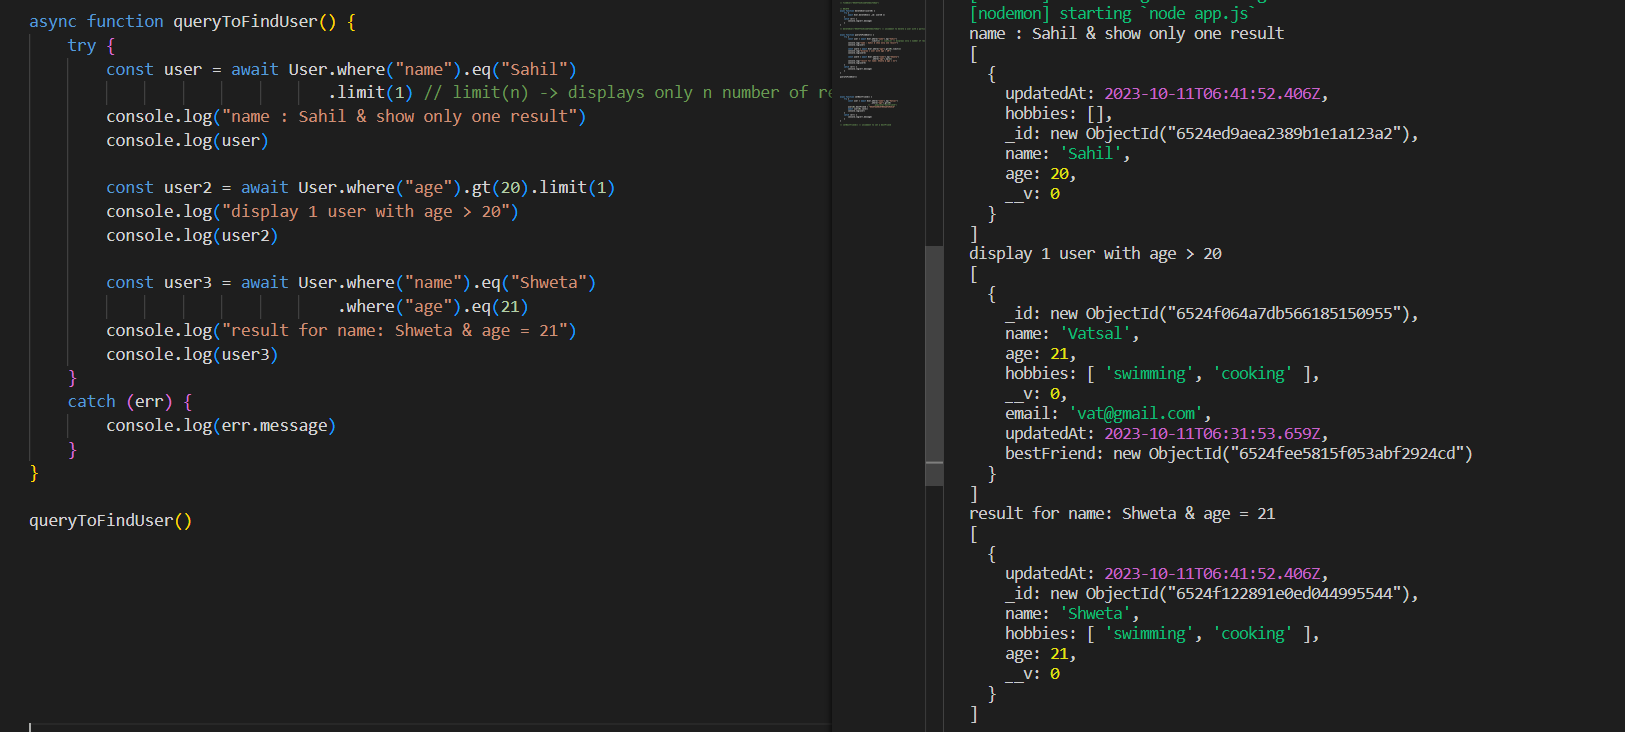 async function queryToFindUser() {
try {
const user = await User.where("name").eq("Sahil")
.limit(1) // limit(n) -> displays only n number of re
console.log("name : Sahil & show only one result")
console.log(user)
const user2 = await User.where("age").gt(20).limit(1)
console.log("display 1 user with age > 20")
console.log(user2)
const user3 = await User.where("name").eq("Shweta")
.where("age").eq(21)
console.log("result for name: Shweta & age = 21")
console.log(user3)
}
catch (err) {
console.log(err.message)
}
}
queryToFindUser()
[nodemon] starting `node app.js`
name : Sahil & show only one result
[
{
updatedAt: 2023-10-11T06:41:52.406Z,
hobbies: [],
_id: new ObjectId("6524ed9aea2389b1e1a123a2"),
name: 'Sahil',
age: 20,
__v: 0
}
]
display 1 user with age > 20
[
{
_id: new ObjectId("6524f064a7db566185150955"),
name: 'Vatsal',
age: 21,
hobbies: [ 'swimming', 'cooking' ],
__v: 0,
email: 'vat@gmail.com',
updatedAt: 2023-10-11T06:31:53.659Z,
bestFriend: new ObjectId("6524fee5815f053abf2924cd")
}
]
result for name: Shweta & age = 21
[
{
updatedAt: 2023-10-11T06:41:52.406Z,
_id: new ObjectId("6524f122891e0ed044995544"),
name: 'Shweta',
hobbies: [ 'swimming', 'cooking' ],
age: 21,
__v: 0
}
]